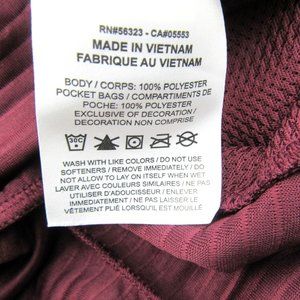 RN#56323 - CA#05553
MADE IN VIETNAM
FABRIQUE AU VIETNAM
BODY / CORPS: 100% POLYESTER
POCKET BAGS / COMPARTIMENTS DE
POCHE: 100% POLYESTER
EXCLUSIVE OF DECORATION /
DECORATION NON COMPRISE
30C
WASH WITH LIKE COLORS / DO NOT USE
SOFTENERS / REMOVE IMMEDIATELY / DO
NOT ALLOW TO LAY ON ITSELF WHEN WET
LAVER AVEC COULEURS SIMILAIRES / NE PAS
UTILISER D'ADOUCISSEUR / ENLEVER
IMMÉDIATEMENT / NE PAS LAISSER LE
VÊTEMENT PLIÉ LORSQU'IL EST MOUILLÉ